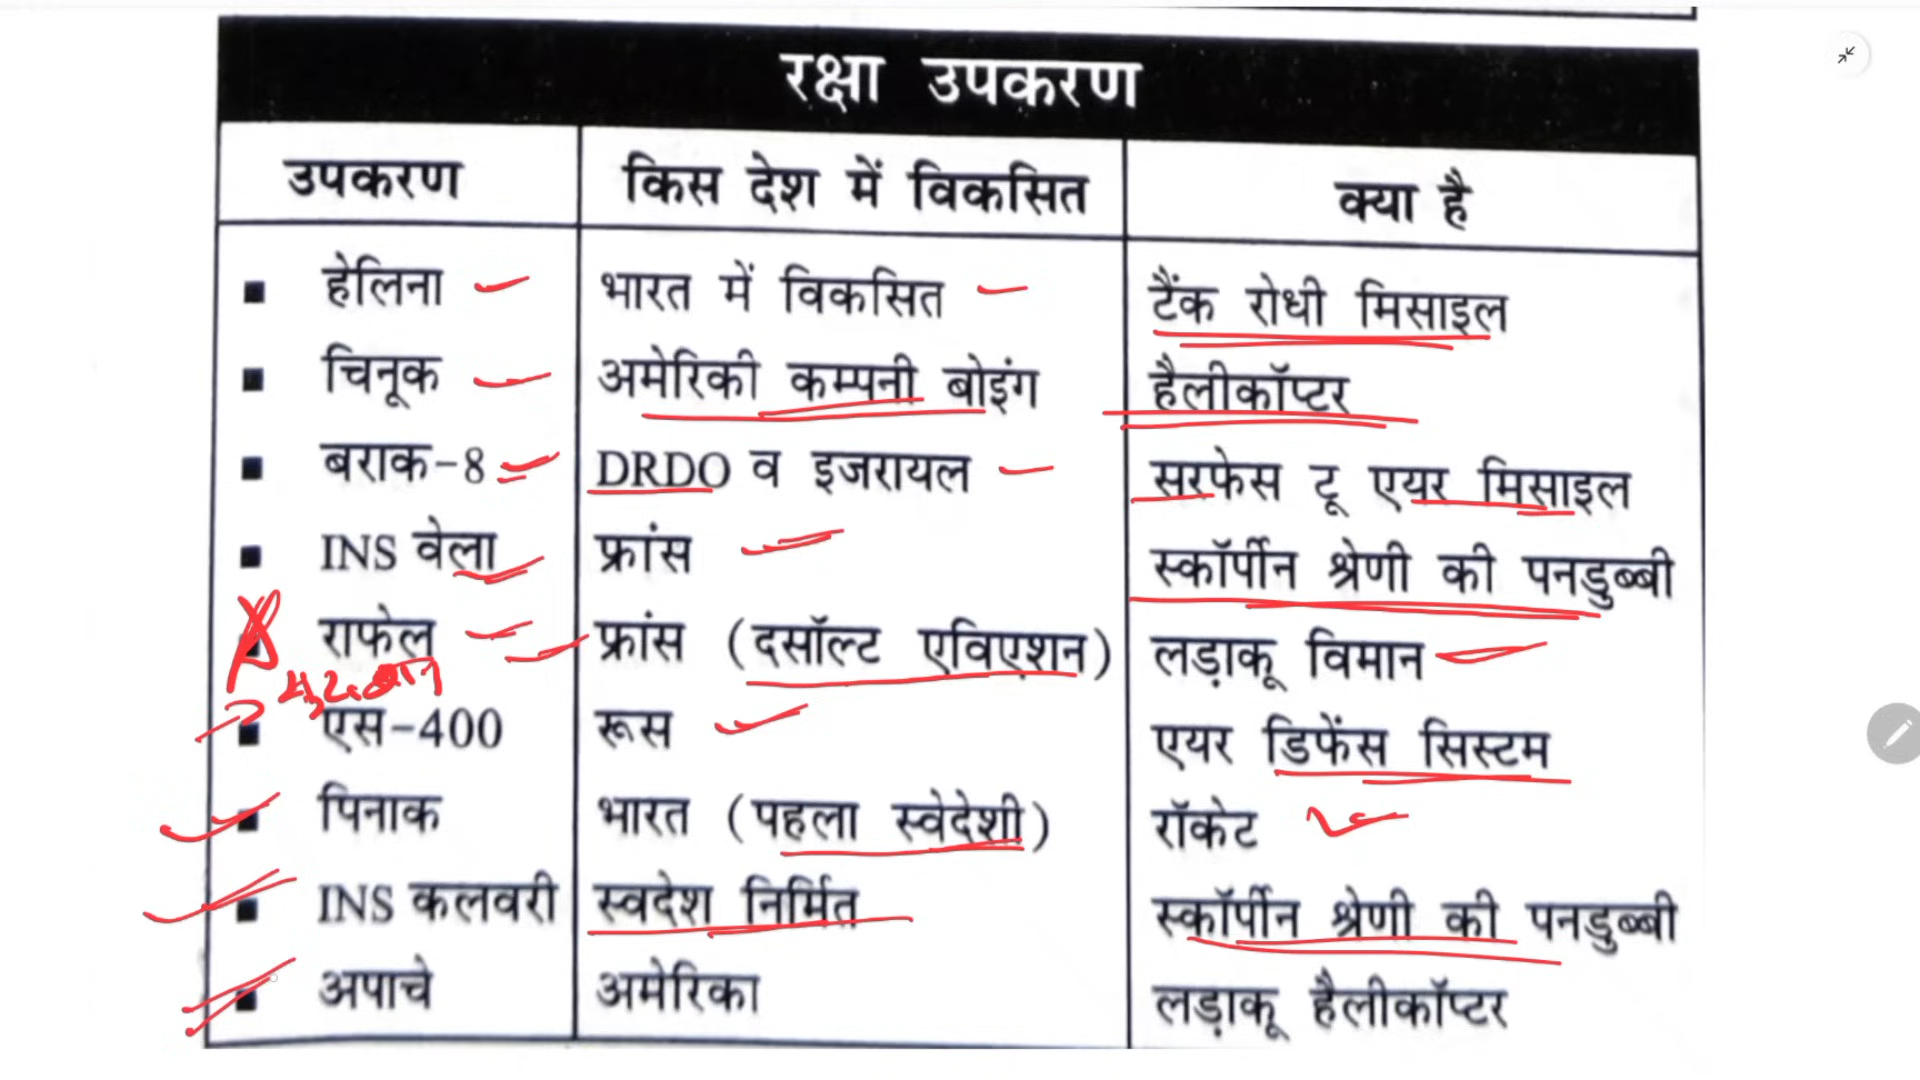 रक्षा उपकरण
उपकरण किस देश में विकसित क्या है
▪ हेलिना भारत में विकसित टैंक रोधी मिसाइल
▪ चिनूक अमेरिकी कम्पनी बोइंग हैलीकॉप्टर
▪ बराक-8 DRDO व इजरायल सरफेस टू एयर मिसाइल
▪ INS वेला फ्रांस स्कॉर्पीन श्रेणी की पनडुब्बी
▪ राफेल फ्रांस (दसॉल्ट एविएशन) लड़ाकू विमान
▪ एस-400 रूस एयर डिफेंस सिस्टम
▪ पिनाक भारत (पहला स्वेदेशी) रॉकेट
▪ INS कलवरी स्वदेश निर्मित स्कॉर्पीन श्रेणी की पनडुब्बी
▪ अपाचे अमेरिका लड़ाकू हैलीकॉप्टर